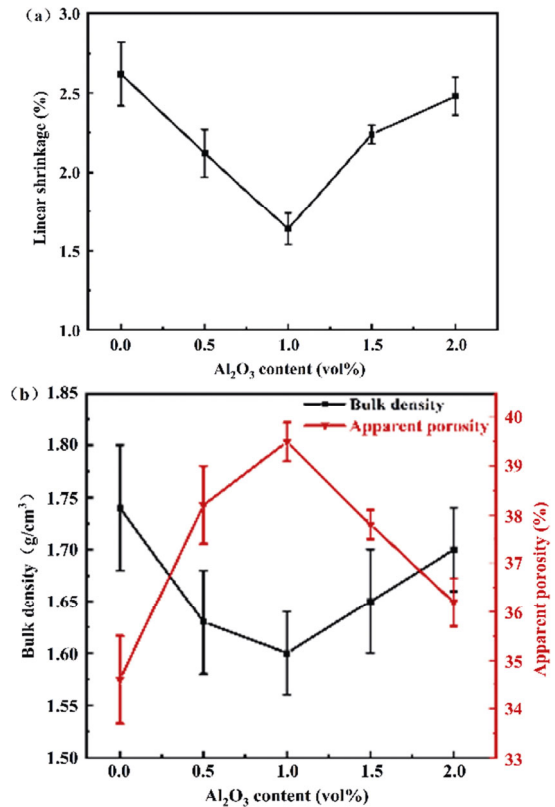 (a)
3.0
2.5
2.0
1.5
1.0
Linear shrinkage (%)
0.0 0.5 1.0 1.5 2.0
Al₂O₃ content (vol%)
(b)
1.85
1.80
1.75
1.70
1.65
1.60
1.55
1.50
Bulk density（g/cm³）
Bulk density
Apparent porosity
40
39
38
37
36
35
34
33
Apparent porosity (%)
0.0 0.5 1.0 1.5 2.0
Al₂O₃ content (vol%)